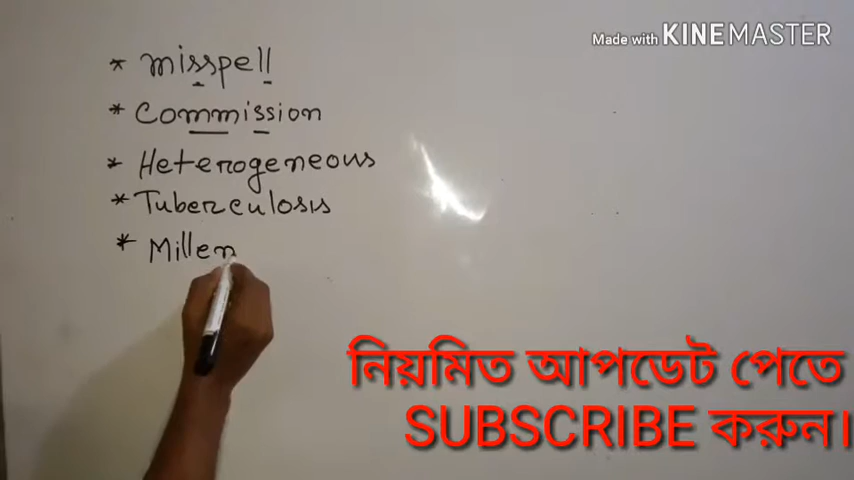 Made with KINEMASTER
* misspell
* Commission
* Heterogeneous
* Tuberculosis
* Millen
নিয়মিত আপডেট পেতে
SUBSCRIBE করুন।